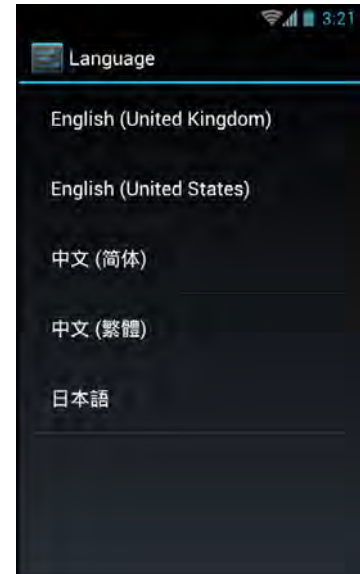 3:21
Language
English (United Kingdom)
English (United States)
中文 (简体)
中文 (繁體)
日本語